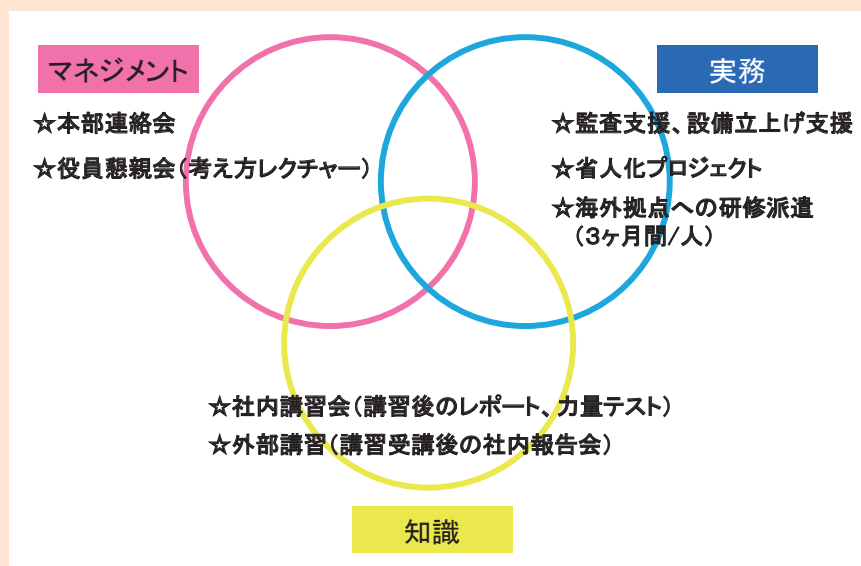 マネジメント
☆本部連絡会
☆役員懇親会(考え方レクチャー)
実務
☆監査支援、設備立上げ支援
☆省人化プロジェクト
☆海外拠点への研修派遣
(3ヶ月間/人)
☆社内講習会(講習後のレポート、力量テスト)
☆外部講習(講習受講後の社内報告会)
知識